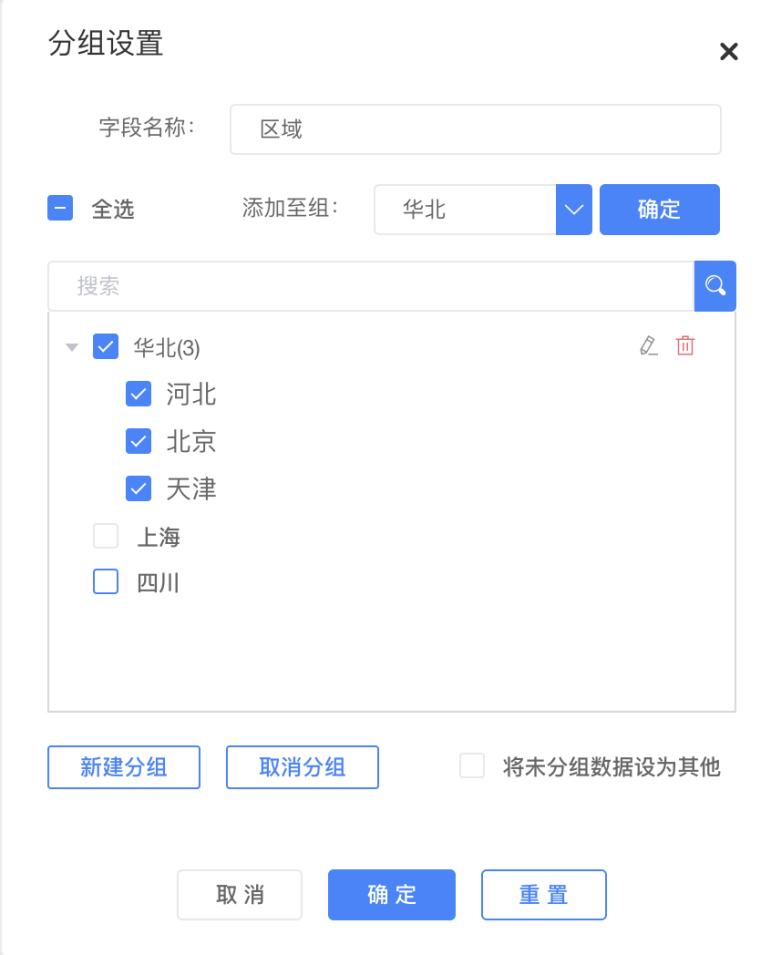 分组设置
字段名称：
区域
全选
添加至组：
华北
确定
搜索
华北(3)
河北
北京
天津
上海
四川
新建分组
取消分组
将未分组数据设为其他
取 消
确 定
重 置